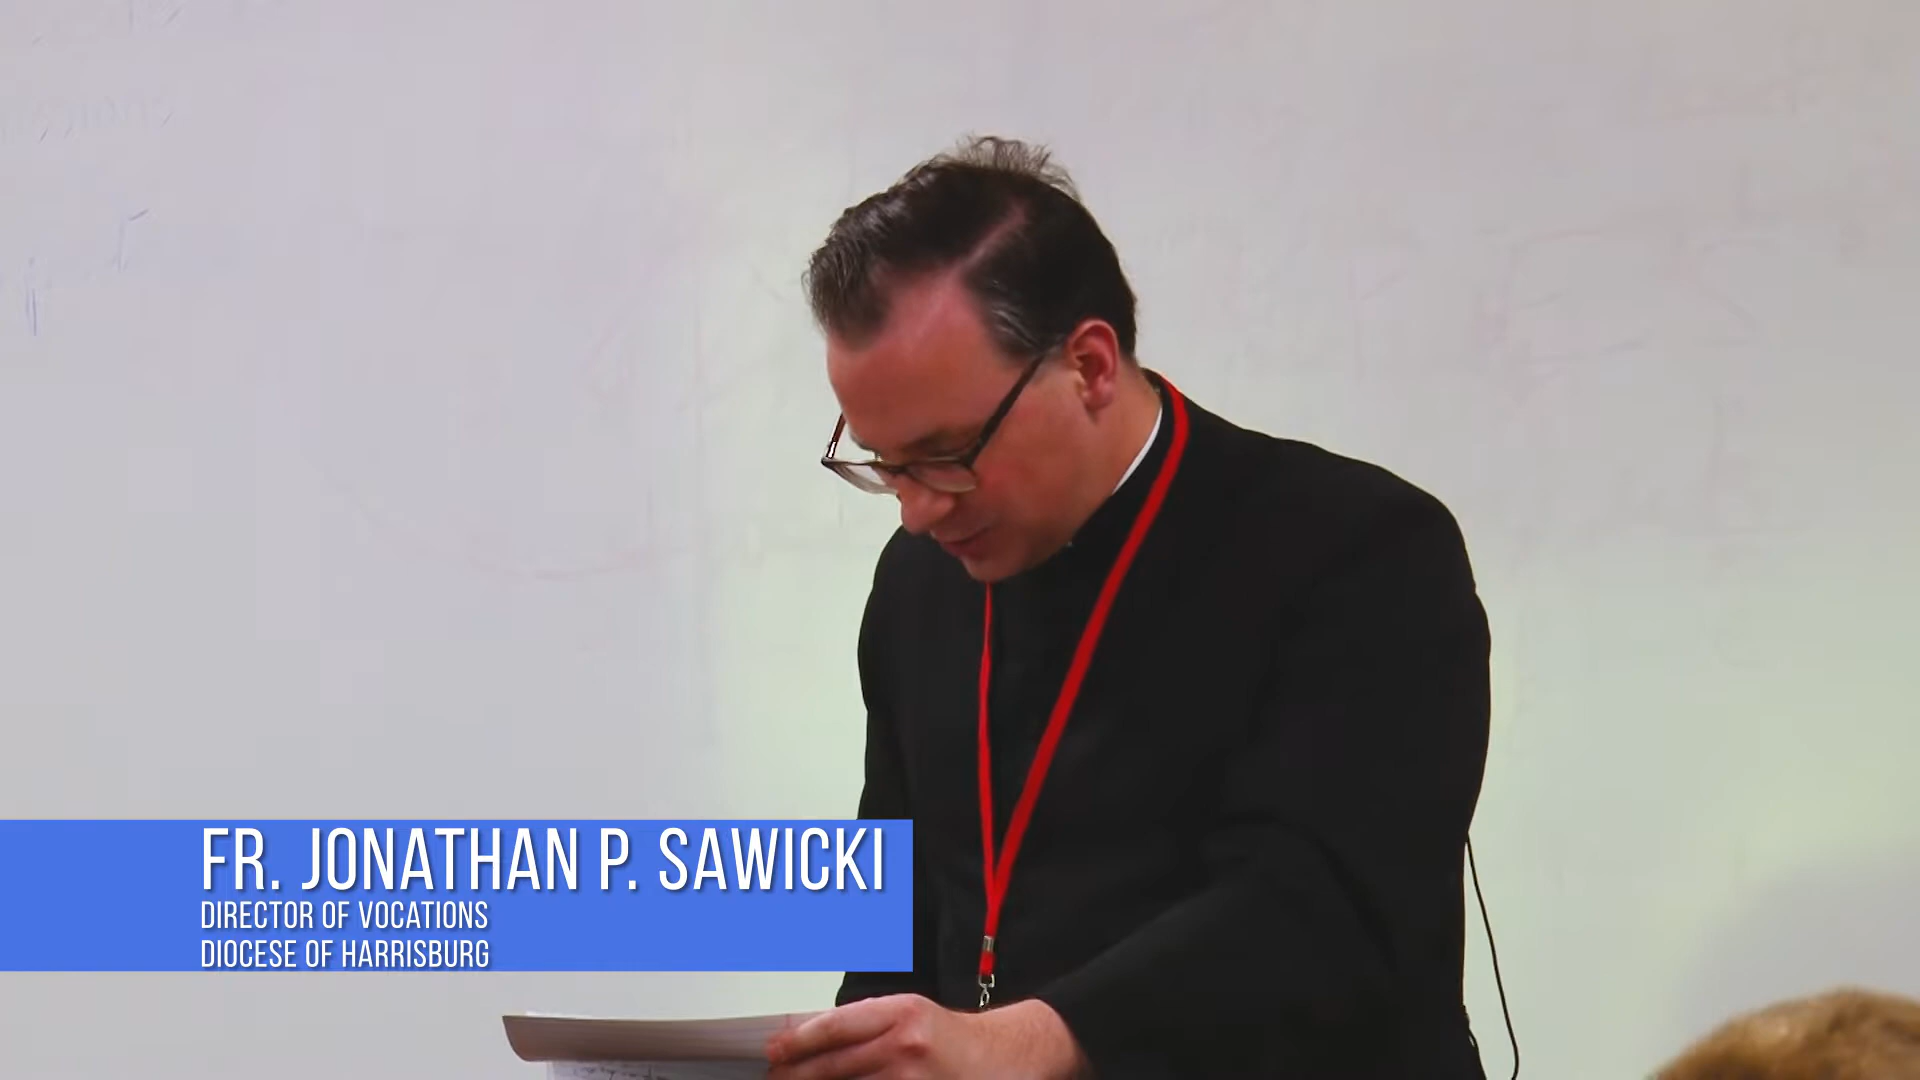 FR. JONATHAN P. SAWICKI
DIRECTOR OF VOCATIONS
DIOCESE OF HARRISBURG